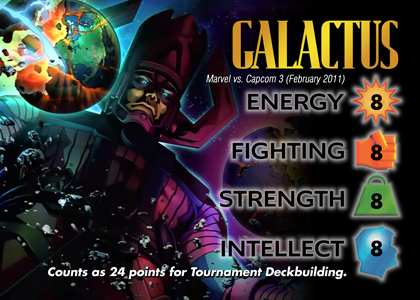 GALACTUS
Marvel vs. Capcom 3 (February 2011)
ENERGY 8
FIGHTING 8
STRENGTH 8
INTELLECT 8
Counts as 24 points for Tournament Deckbuilding.